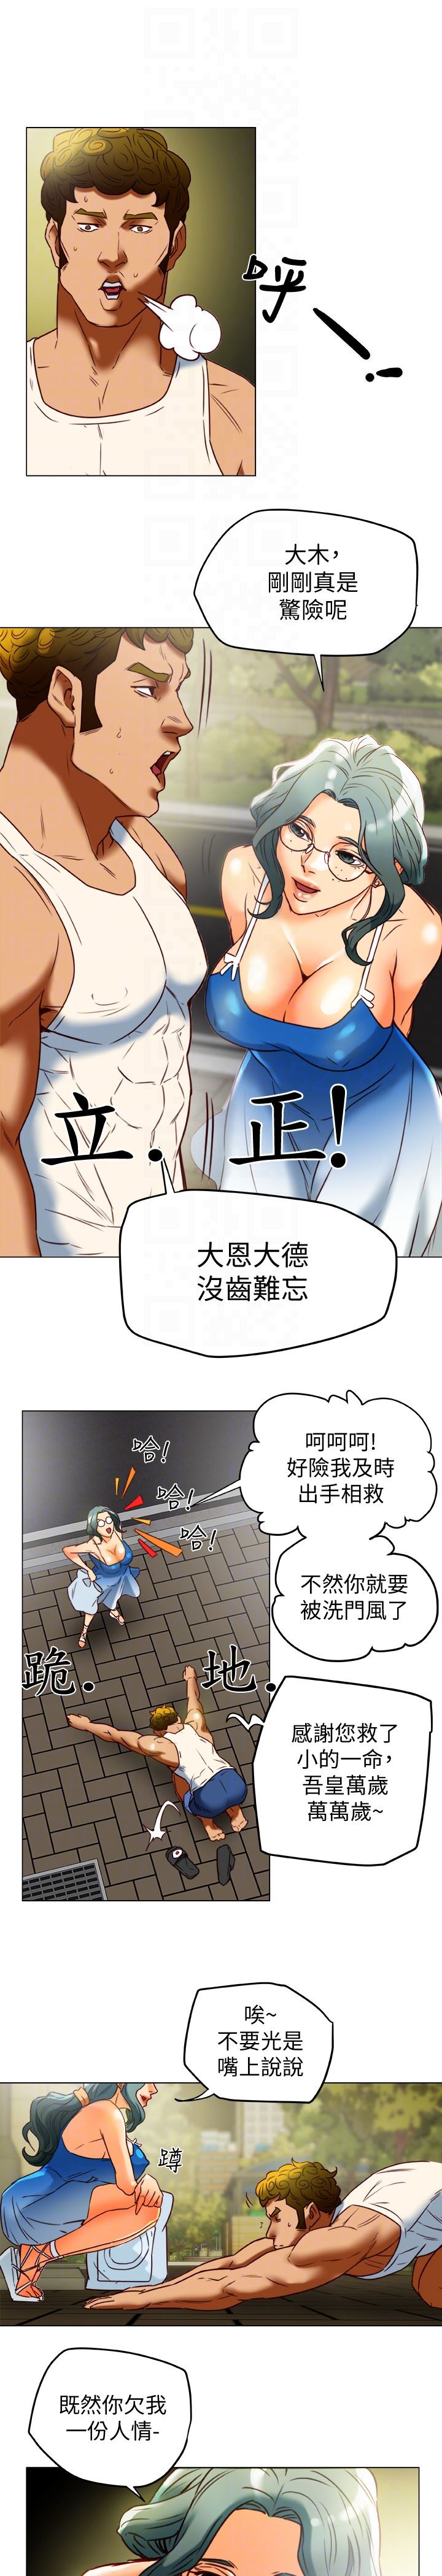 呼
大木，
剛剛真是
驚險呢
立.正!
大恩大德
沒齒難忘
哈!
哈!
哈!
呵呵呵!
好險我及時
出手相救
不然你就要
被洗門風了
跪.地.
感謝您救了
小的一命，
吾皇萬歲
萬萬歲~
唉~
不要光是
嘴上說說
蹲
既然你欠我
一份人情-